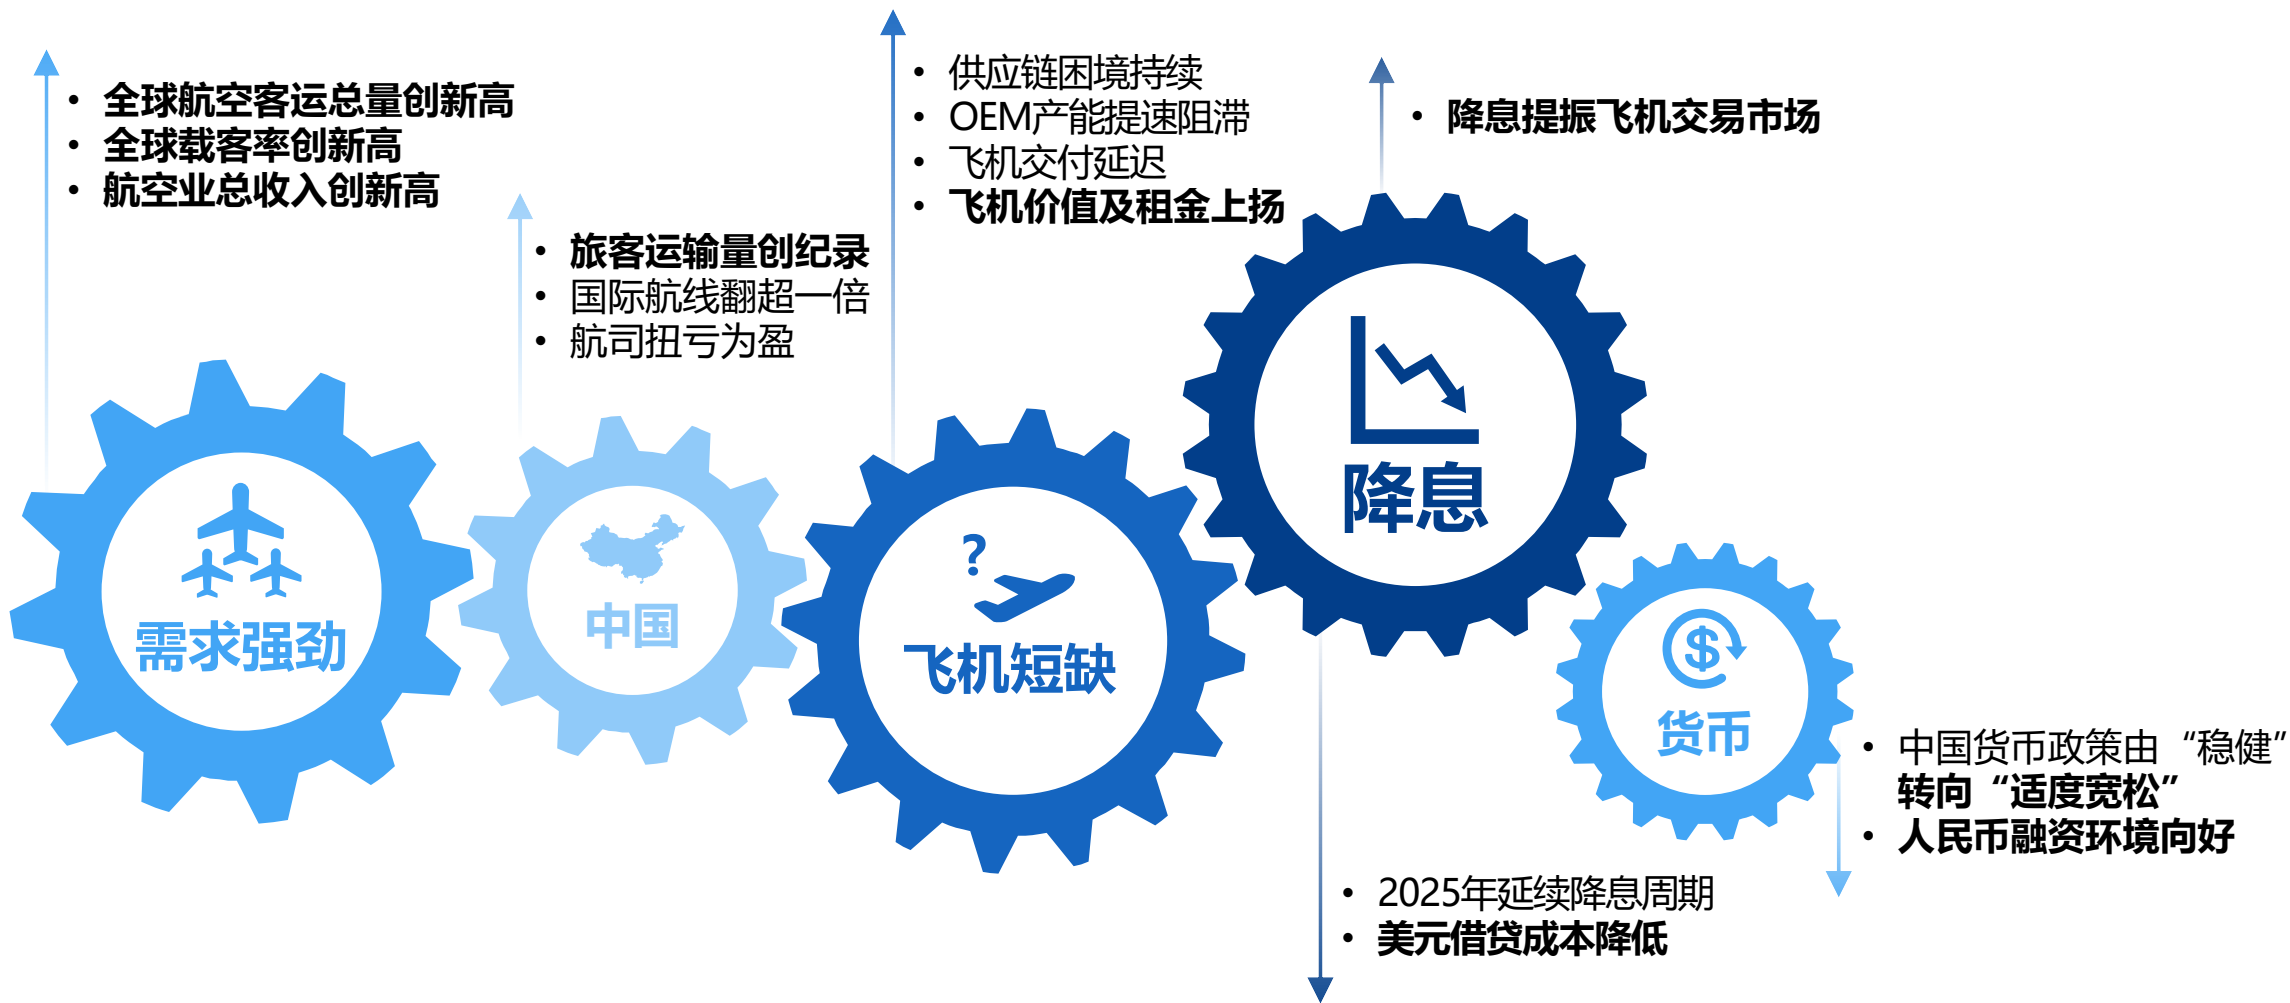 • 全球航空客运总量创新高
• 全球载客率创新高
• 航空业总收入创新高
需求强劲
• 旅客运输量创纪录
• 国际航线翻超一倍
• 航司扭亏为盈
中国
• 供应链困境持续
• OEM产能提速阻滞
• 飞机交付延迟
• 飞机价值及租金上扬
?
飞机短缺
• 降息提振飞机交易市场
降息
• 2025年延续降息周期
• 美元借贷成本降低
$
货币
• 中国货币政策由“稳健”
转向“适度宽松”
• 人民币融资环境向好